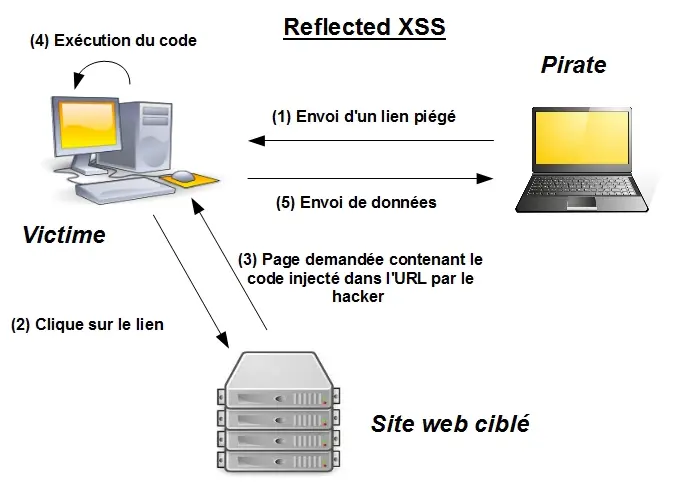 Reflected XSS
(4) Exécution du code
Pirate
(1) Envoi d'un lien piégé
(5) Envoi de données
Victime
(3) Page demandée contenant le
code injecté dans l'URL par le
hacker
(2) Clique sur le lien
Site web ciblé